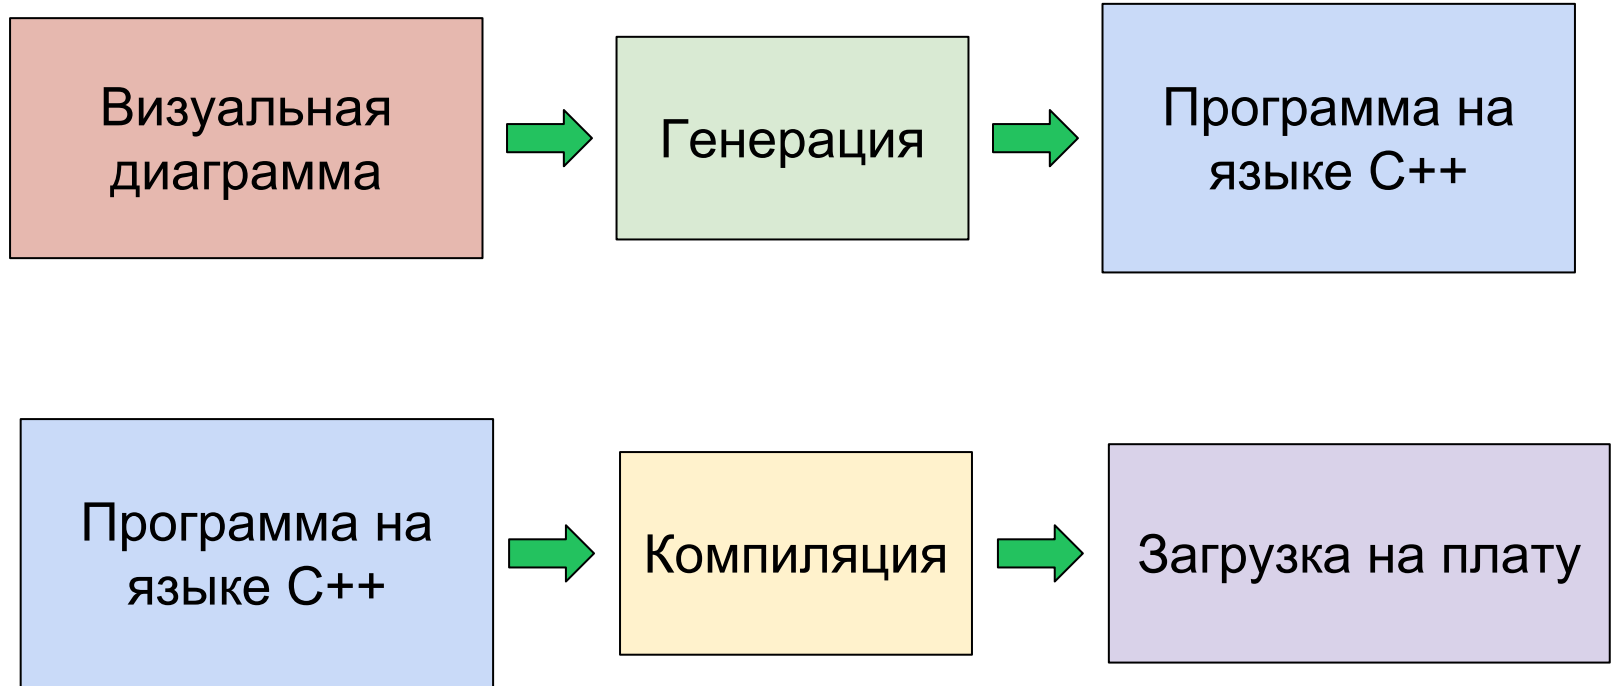 Визуальная
диаграмма
Генерация
Программа на
языке C++
Программа на
языке C++
Компиляция
Загрузка на плату